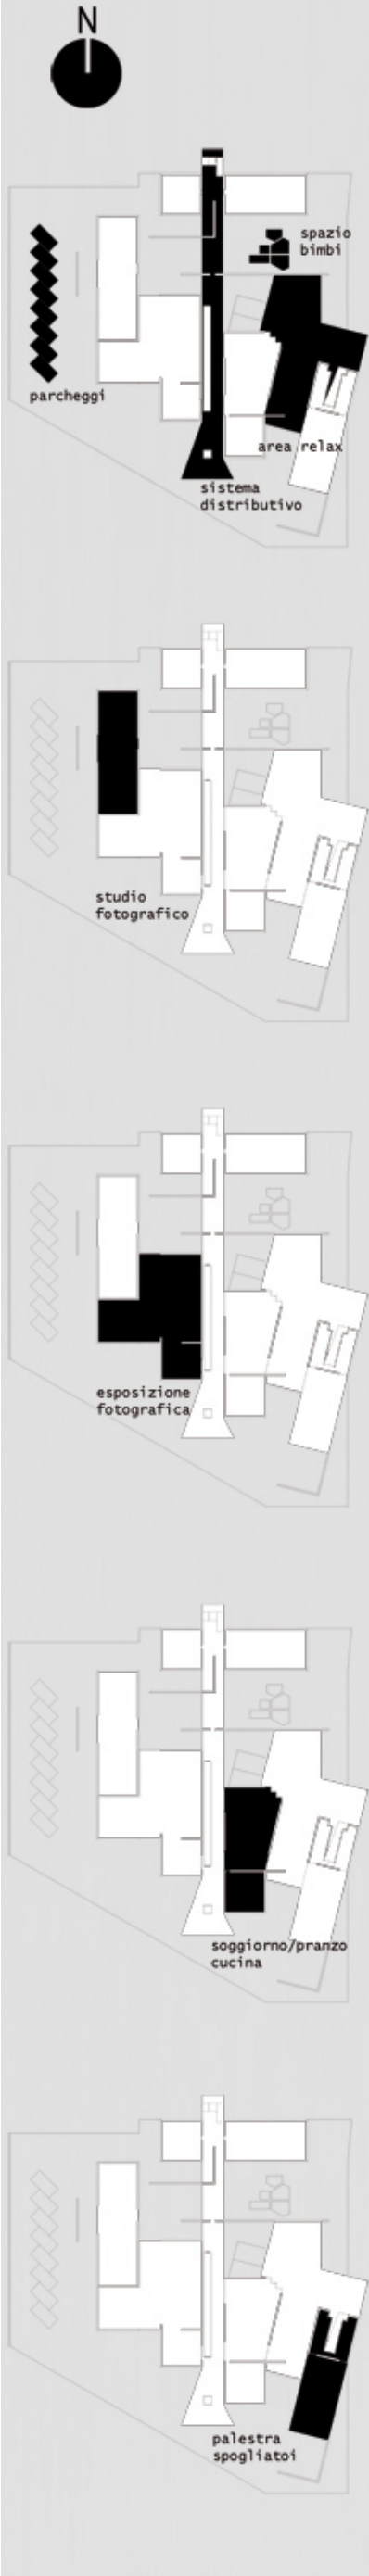 N
spazio
bimbi
parcheggi
area relax
sistema
distributivo
studio
fotografico
esposizione
fotografica
soggiorno/pranzo
cucina
palestra
spogliatoi